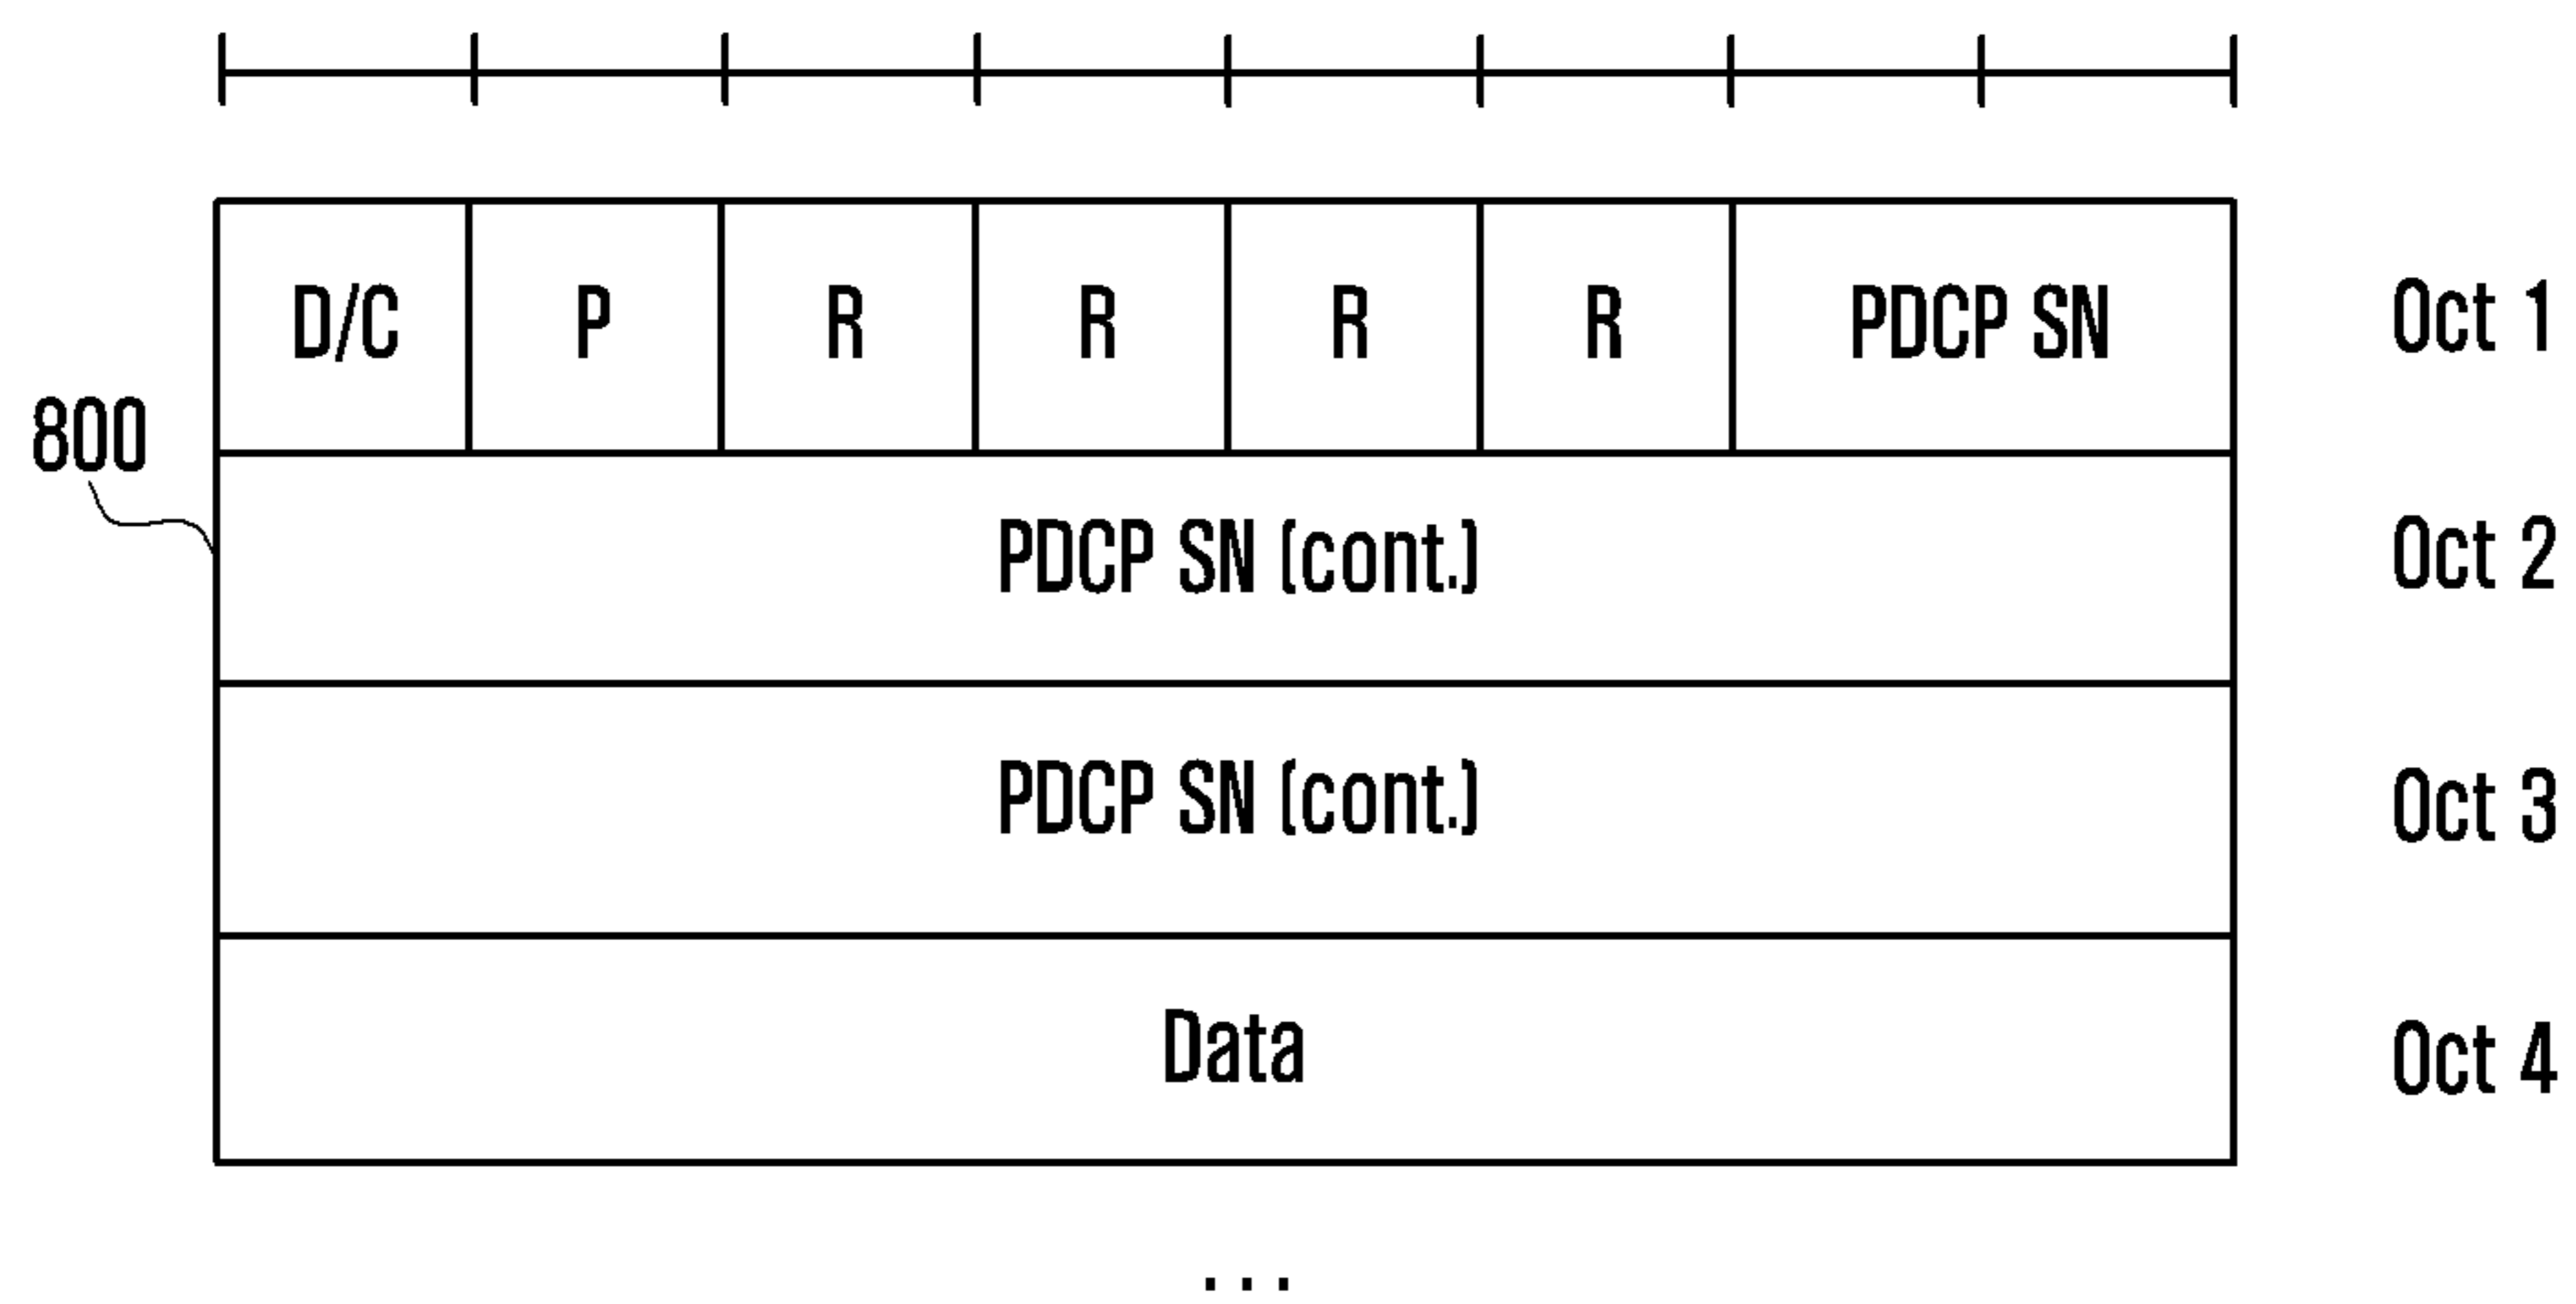 D/C P R R R R PDCP SN Oct 1
800
PDCP SN (cont.) Oct 2
PDCP SN (cont.) Oct 3
Data Oct 4
...